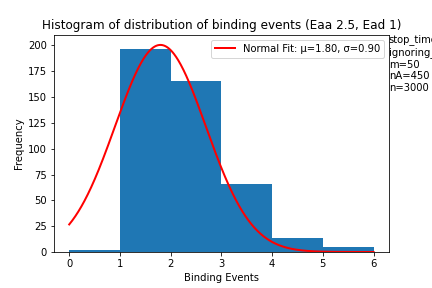 Histogram of distribution of binding events (Eaa 2.5, Ead 1)
Normal Fit: μ=1.80, σ=0.90
stop_time
ignoring_
m=50
nA=450
n=3000
200
175
150
125
100
75
50
25
0
Frequency
0 1 2 3 4 5 6
Binding Events